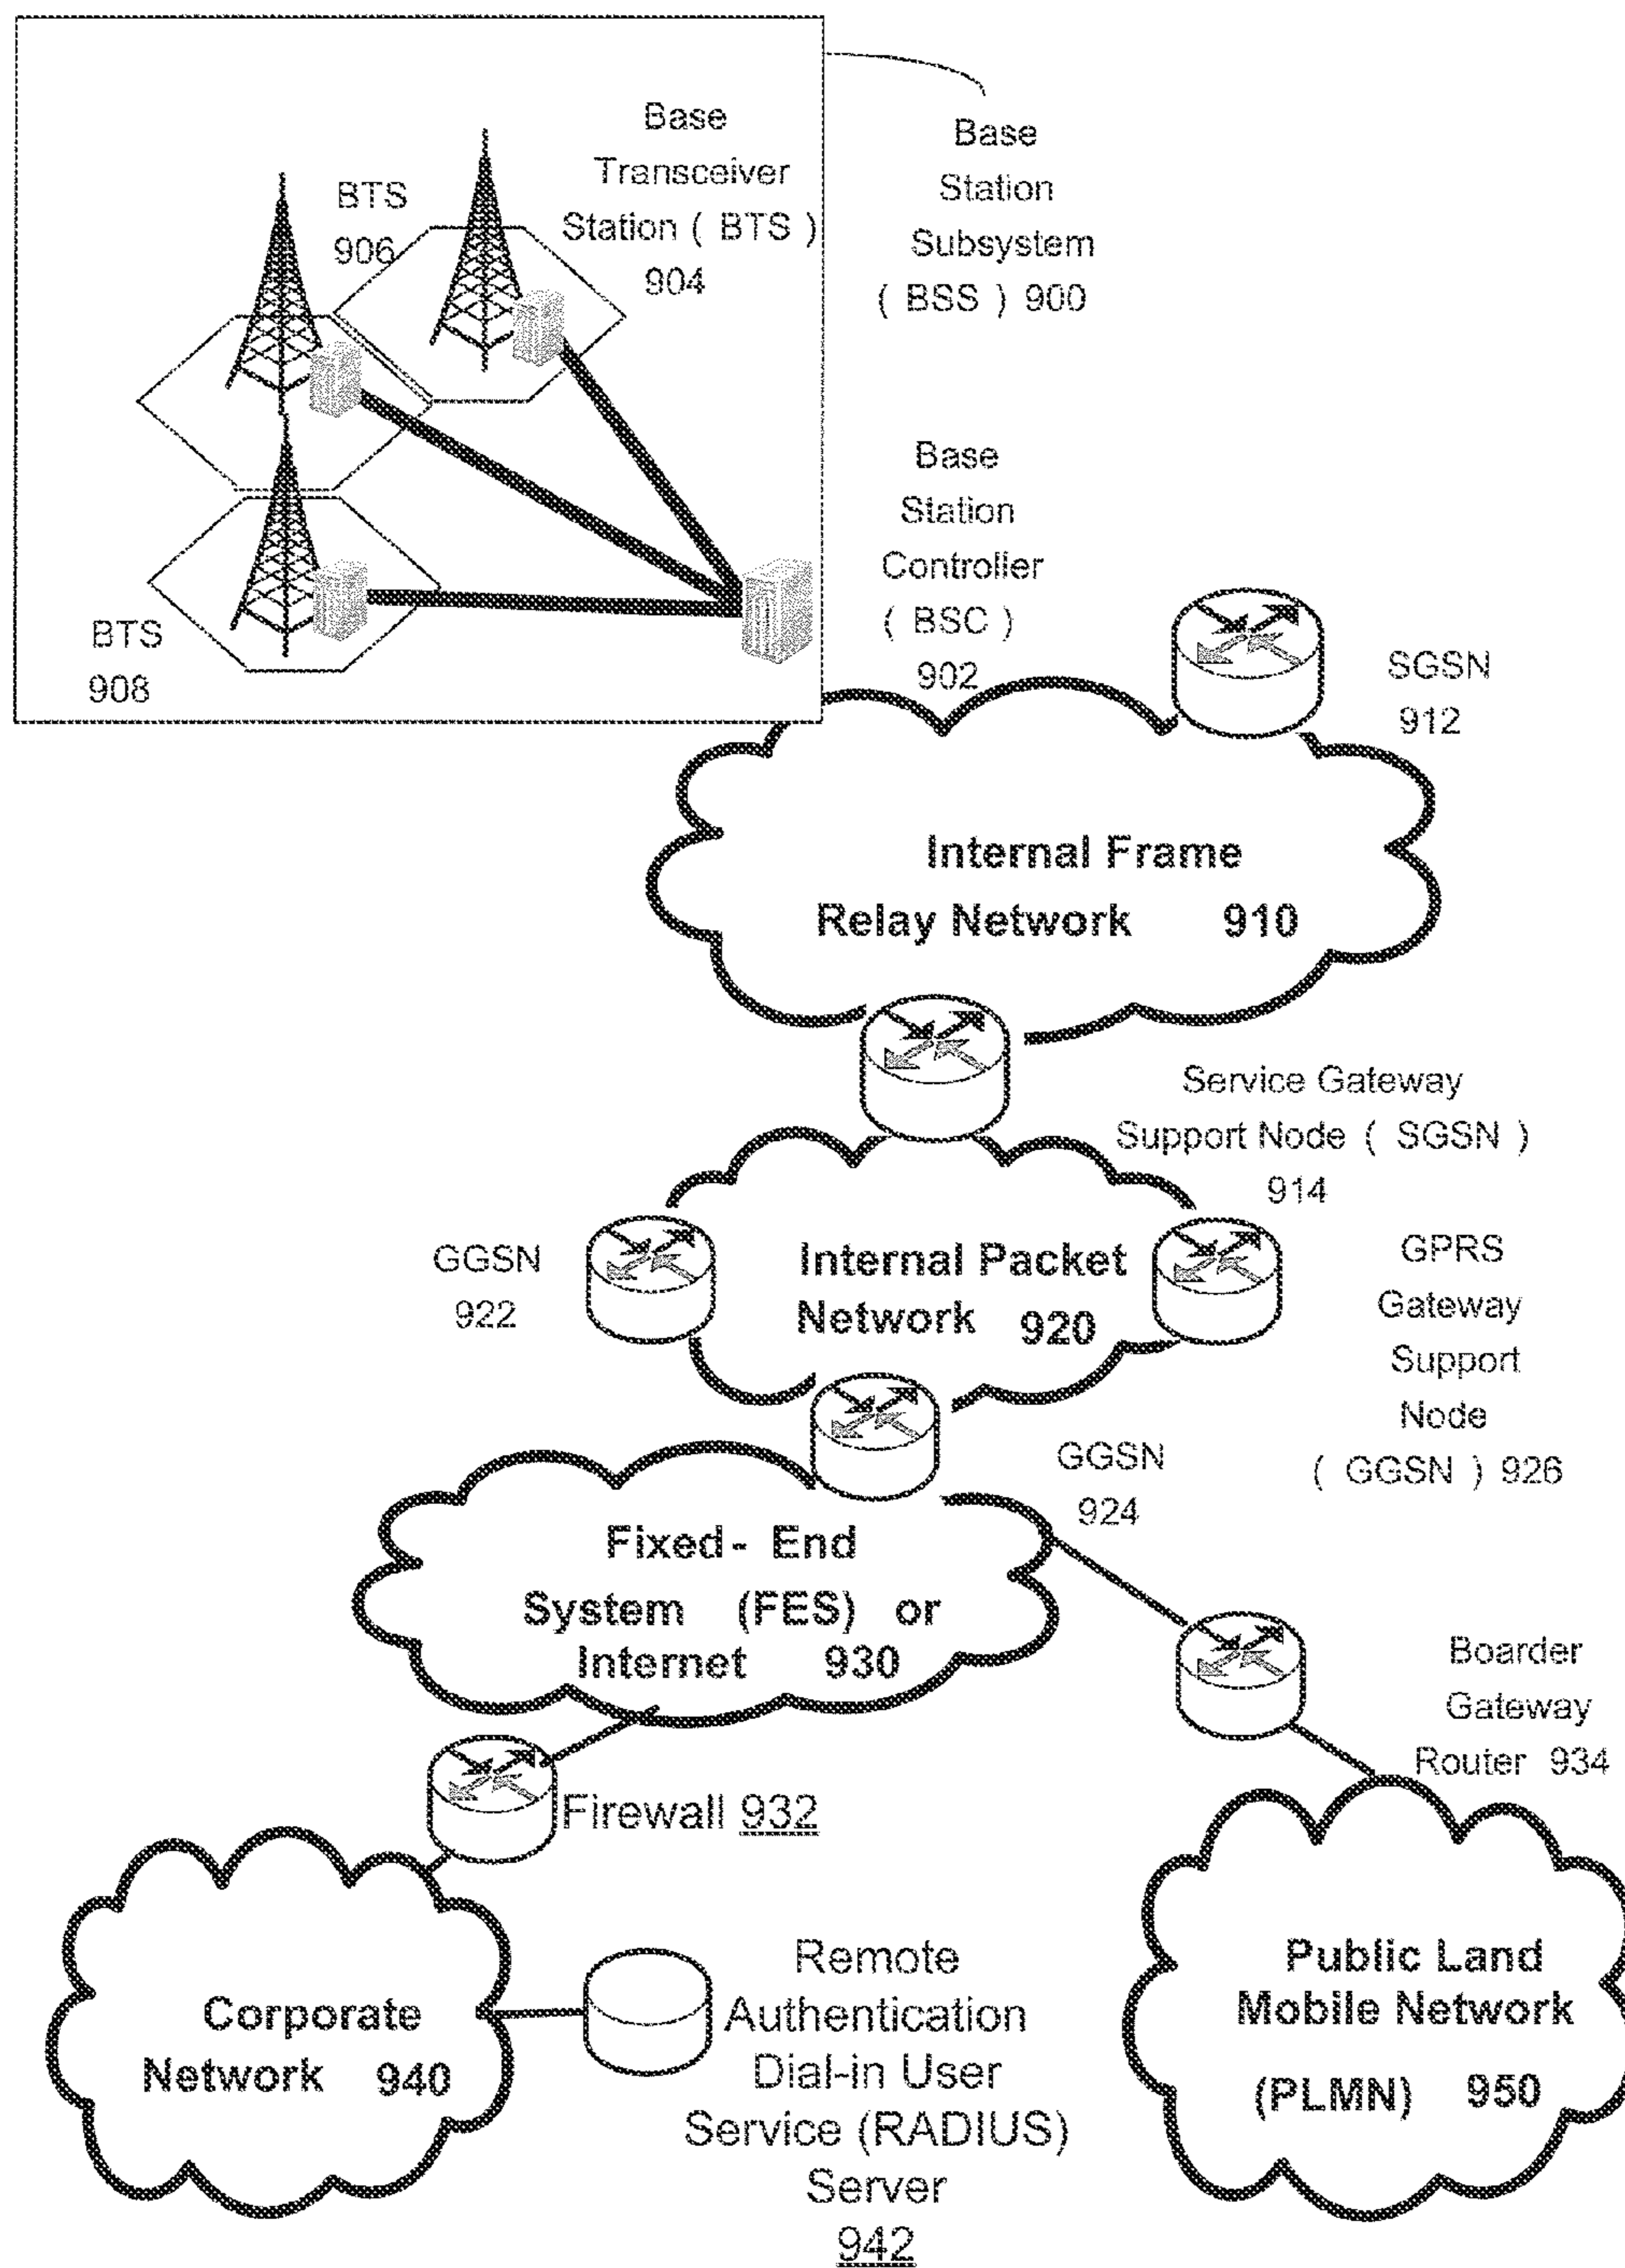 Base
Transceiver
Station ( BTS )
904
BTS
906
BTS
908
Base
Station
Subsystem
( BSS ) 900
Base
Station
Controller
( BSC )
902
SGSN
912
Internal Frame
Relay Network 910
Service Gateway
Support Node ( SGSN )
914
GGSN
922
Internal Packet
Network 920
GPRS
Gateway
Support
Node
( GGSN ) 926
GGSN
924
Fixed- End
System (FES) or
Internet 930
Boarder
Gateway
Router 934
Firewall 932
Corporate
Network 940
Remote
Authentication
Dial-in User
Service (RADIUS)
Server
942
Public Land
Mobile Network
(PLMN) 950